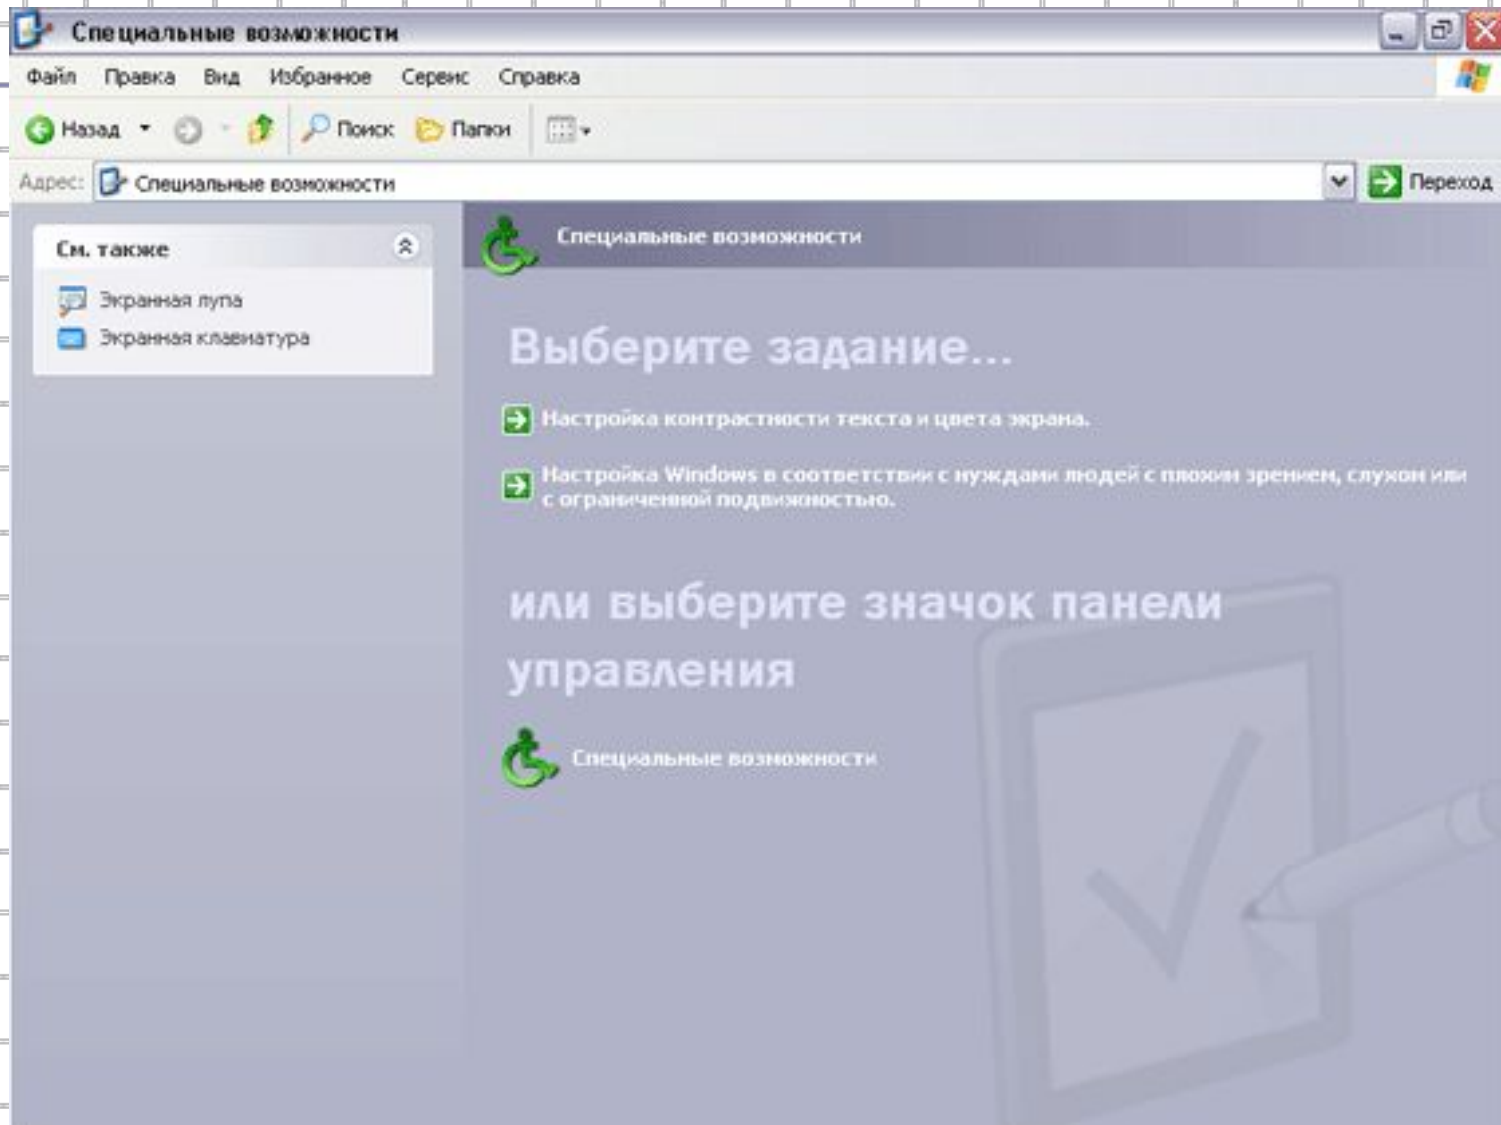 Специальные возможности
Файл Правка Вид Избранное Сервис Справка
Назад Поиск Папки
Адрес: Специальные возможности Переход
См. также
Экранная лупа
Экранная клавиатура
Специальные возможности
Выберите задание...
Настройка контрастности текста и цвета экрана.
Настройка Windows в соответствии с нуждами людей с плохим зрением, слухом или
с ограниченной подвижностью.
или выберите значок панели
управления
Специальные возможности